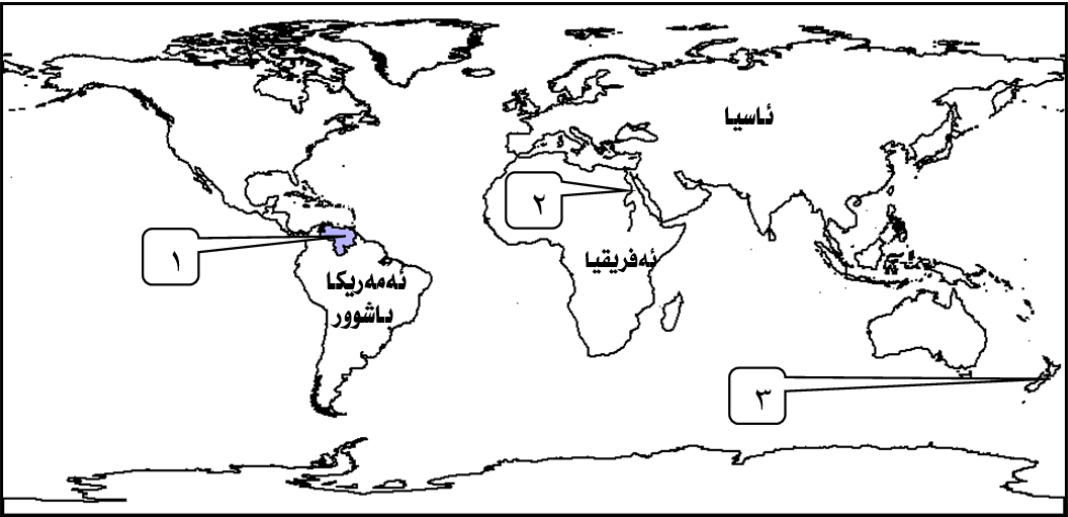 ئاسیا
٢
ئەفریقیا
١
ئەمەریکا
باشوور
٣